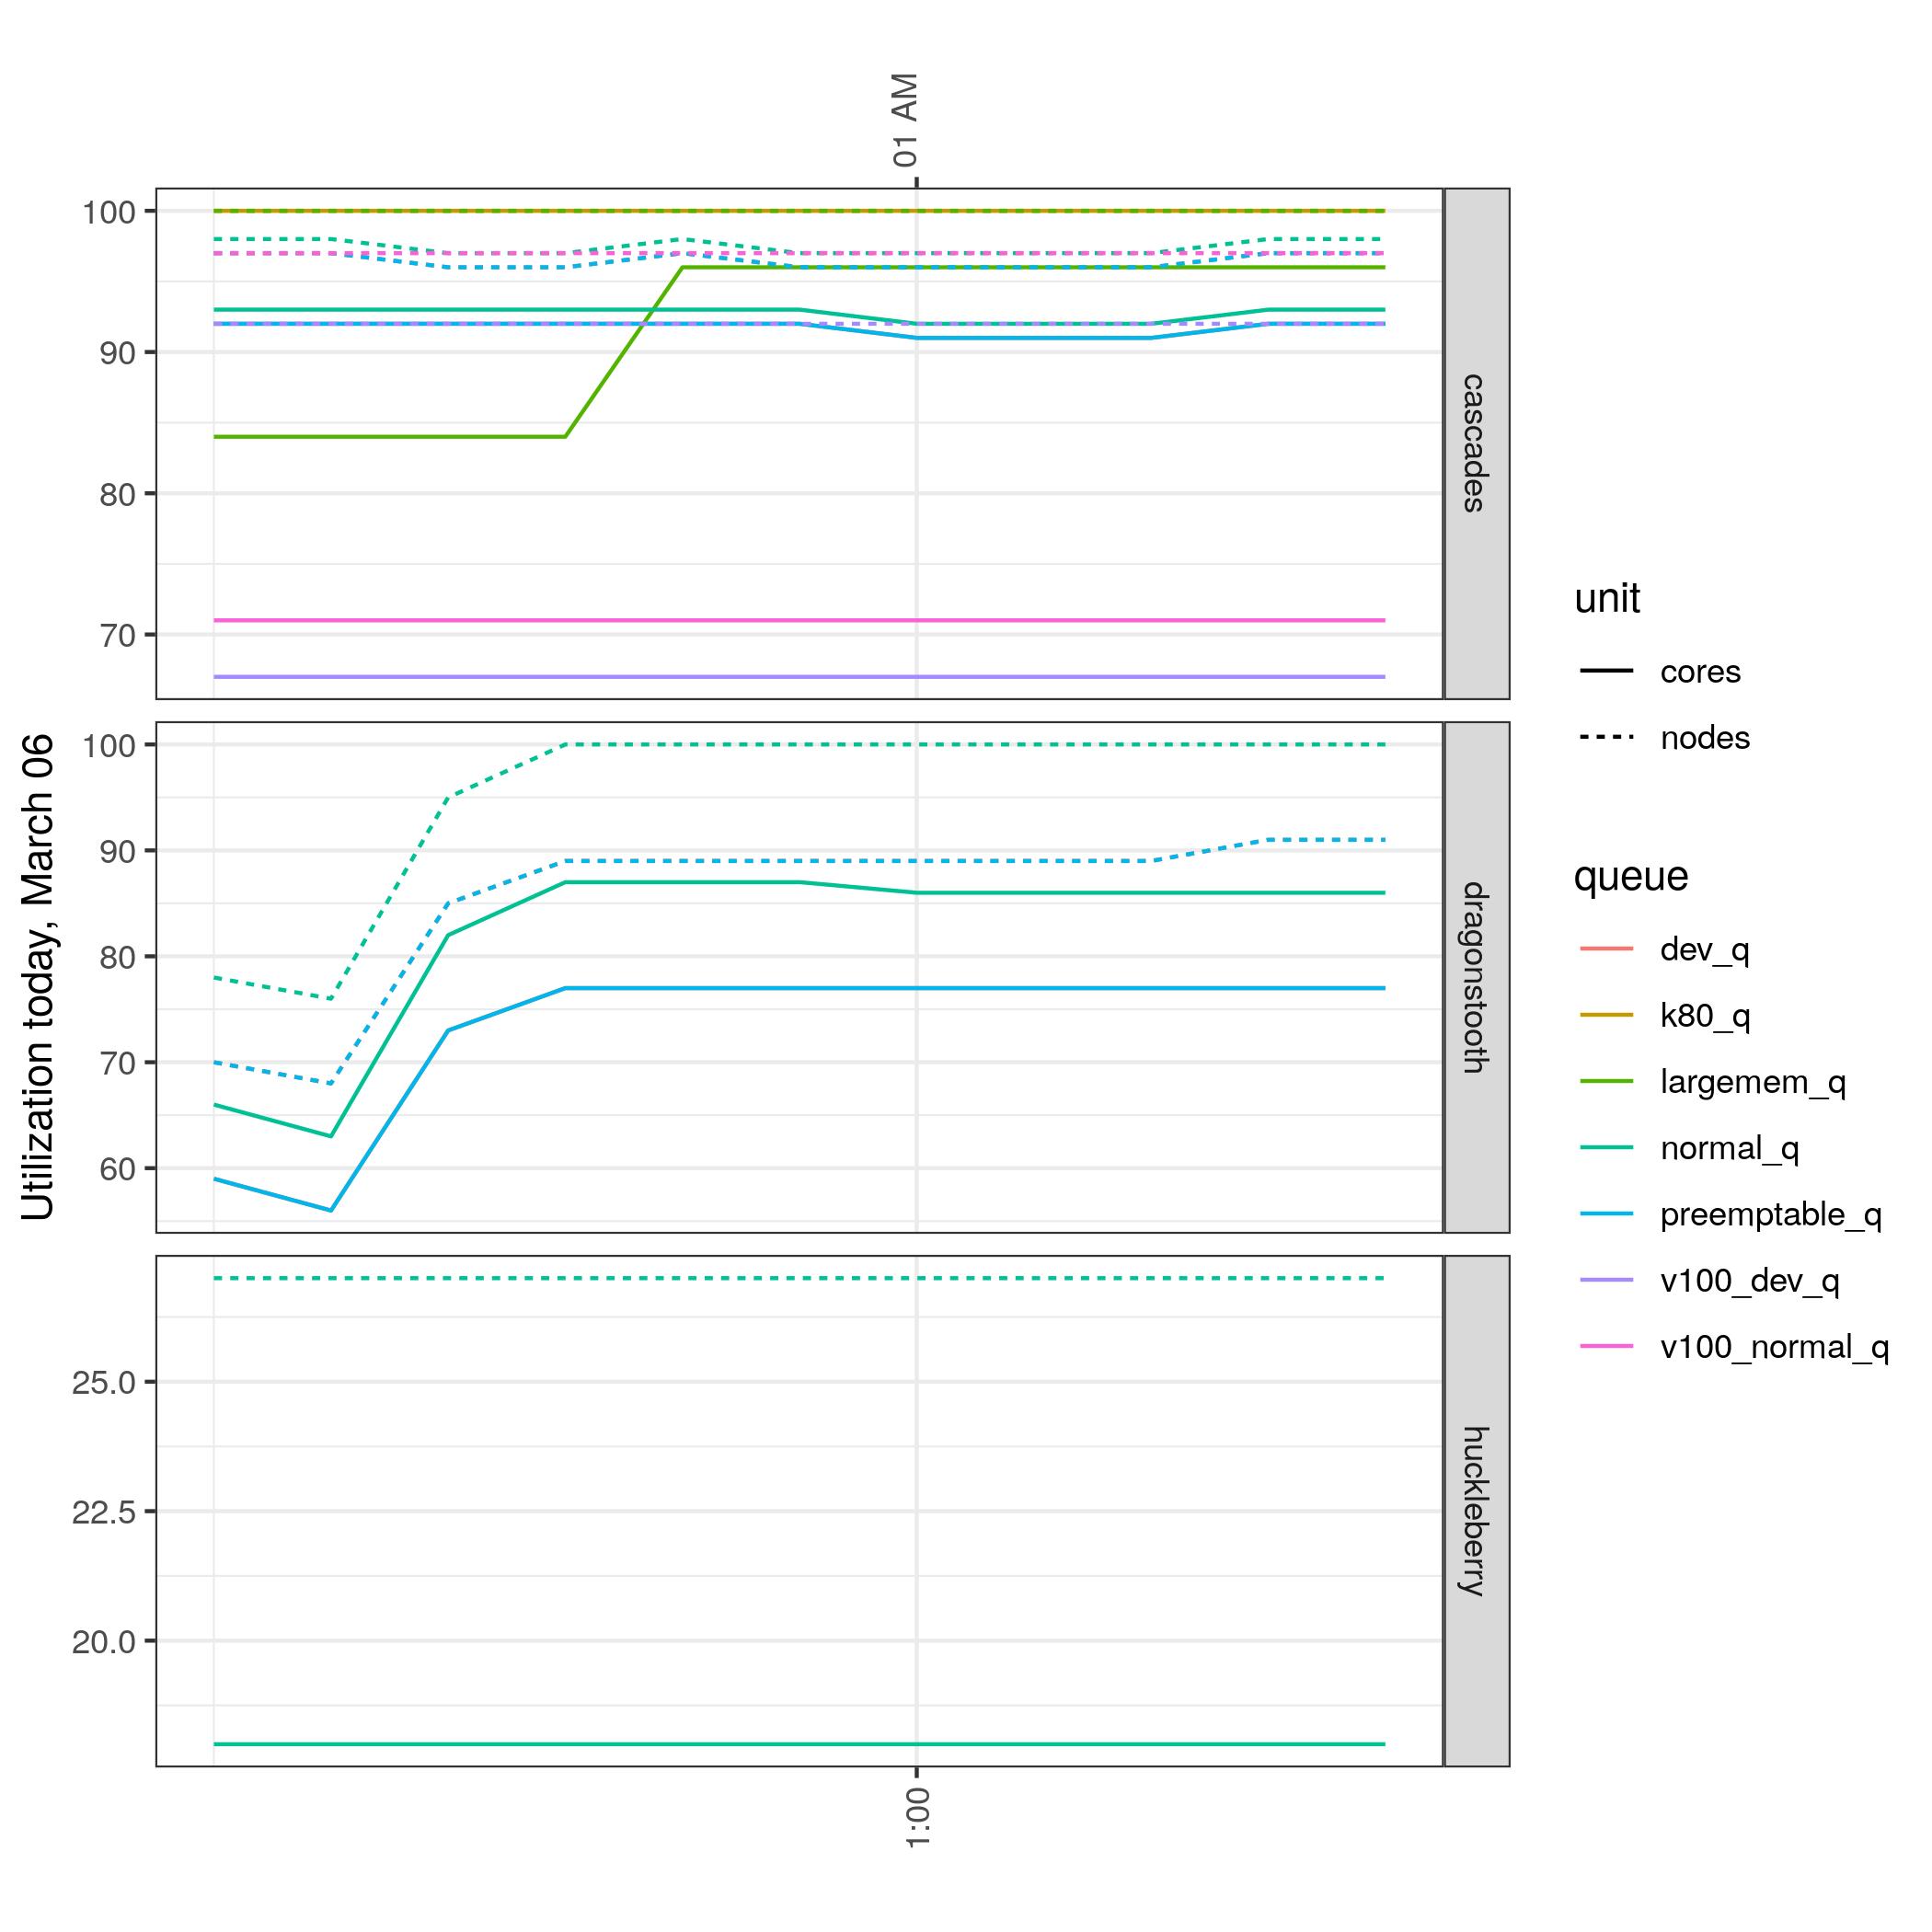 01 AM
Utilization today, March 06
100
90
80
70
cascades
100
90
80
70
60
dragonstooth
25.0
22.5
20.0
huckleberry
1:00
unit
cores
nodes
queue
dev_q
k80_q
largemem_q
normal_q
preemptable_q
v100_dev_q
v100_normal_q